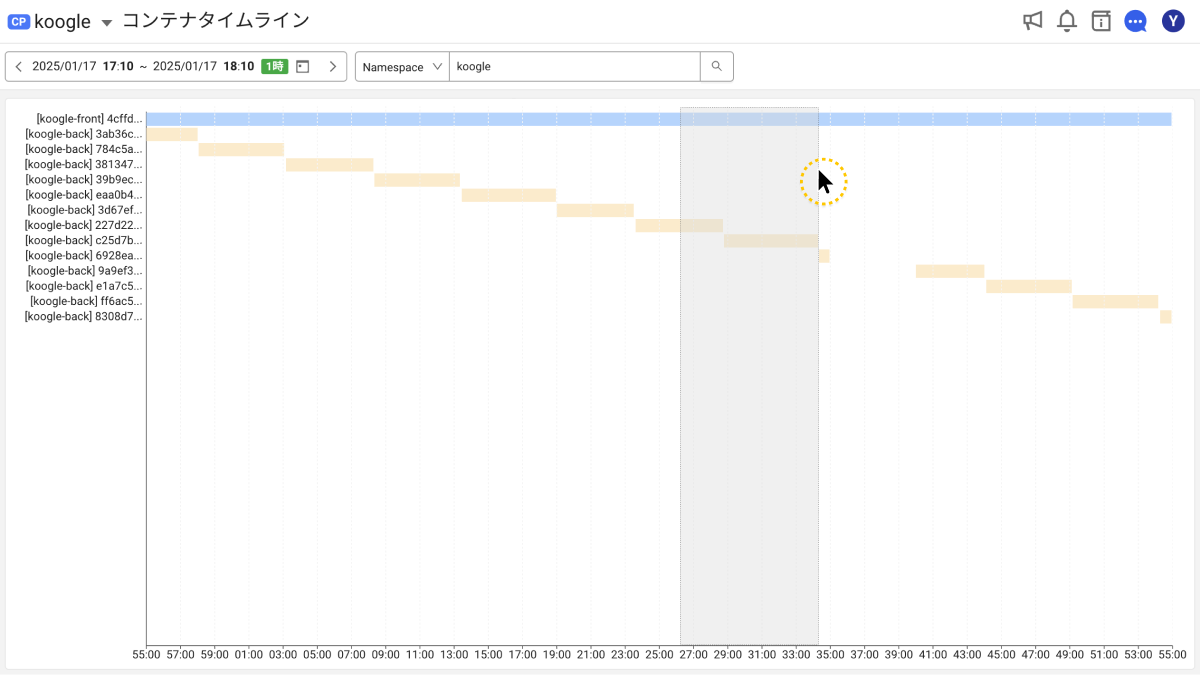 CP koogle コンテナタイムライン
Y
2025/01/17 17:10 ~ 2025/01/17 18:10 1時 Namespace koogle
[koogle-front] 4cffd...
[koogle-back] 3ab36c...
[koogle-back] 784c5a...
[koogle-back] 381347...
[koogle-back] 39b9ec...
[koogle-back] eaa0b4...
[koogle-back] 3d67ef...
[koogle-back] 227d22...
[koogle-back] c25d7b...
[koogle-back] 6928ea...
[koogle-back] 9a9ef3...
[koogle-back] e1a7c5...
[koogle-back] ff6ac5...
[koogle-back] 8308d7...
55:00 57:00 59:00 01:00 03:00 05:00 07:00 09:00 11:00 13:00 15:00 17:00 19:00 21:00 23:00 25:00 27:00 29:00 31:00 33:00 35:00 37:00 39:00 41:00 43:00 45:00 47:00 49:00 51:00 53:00 55:00